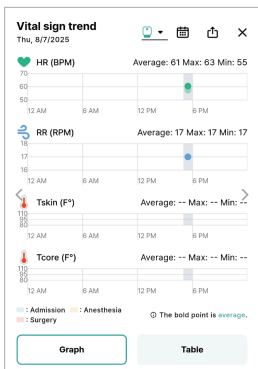 Vital sign trend
Thu, 8/7/2025
HR (BPM) Average: 61 Max: 63 Min: 55
70
60
50
12 AM 6 AM 12 PM 6 PM
RR (RPM) Average: 17 Max: 17 Min: 17
18
17
16
12 AM 6 AM 12 PM 6 PM
Tskin (F°) Average: -- Max: -- Min: --
110
95
80
12 AM 6 AM 12 PM 6 PM
Tcore (F°) Average: -- Max: -- Min: --
110
95
80
12 AM 6 AM 12 PM 6 PM
: Admission : Anesthesia
: Surgery
The bold point is average.
Graph Table